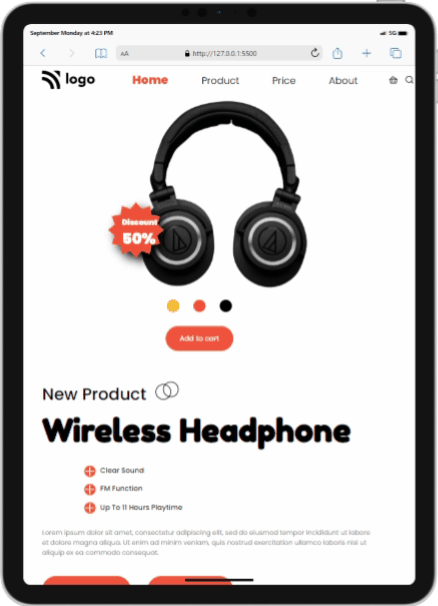 September Monday at 4:23 PM
5G
AA
http://127.0.0.1:5500
logo Home Product Price About
Discount
50%
Add to cart
New Product
Wireless Headphone
Clear Sound
FM Function
Up To 11 Hours Playtime
Lorem ipsum dolor sit amet, consectetur adipiscing elit, sed do eiusmod tempor incididunt ut labore
et dolore magna aliqua. Ut enim ad minim veniam, quis nostrud exercitation ullamco laboris nisi ut
aliquip ex ea commodo consequat.